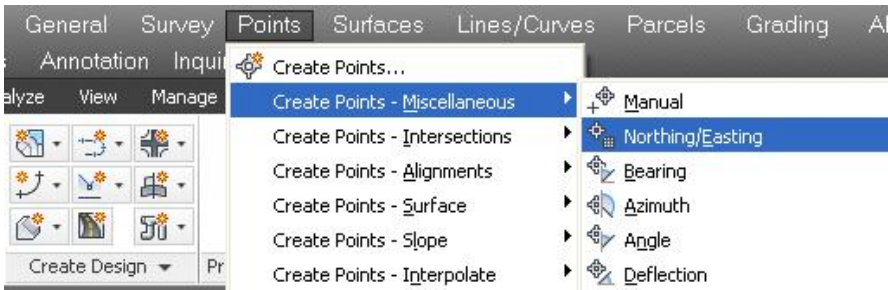 General Survey Points Surfaces Lines/Curves Parcels Grading
Annotation
alyze View Manage
Create Points...
Create Points - Miscellaneous
Create Points - Intersections
Create Points - Alignments
Create Points - Surface
Create Points - Slope
Create Points - Interpolate
Manual
Northing/Easting
Bearing
Azimuth
Angle
Deflection
Create Design
Pr